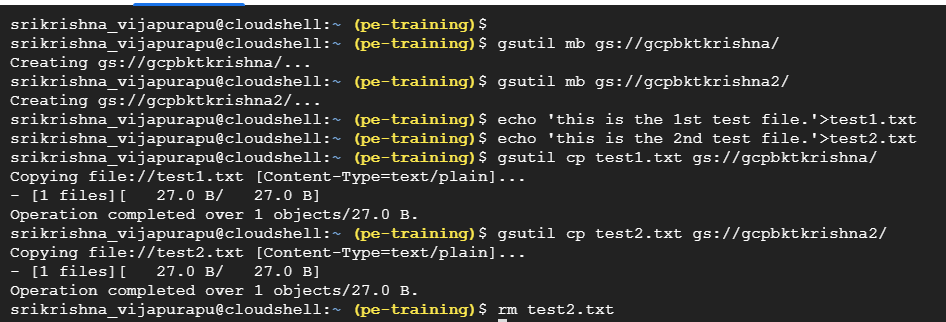 srikrishna_vijapurapu@cloudshell:~ (pe-training)$
srikrishna_vijapurapu@cloudshell:~ (pe-training)$ gsutil mb gs://gcpbktkrishna/
Creating gs://gcpbktkrishna/...
srikrishna_vijapurapu@cloudshell:~ (pe-training)$ gsutil mb gs://gcpbktkrishna2/
Creating gs://gcpbktkrishna2/...
srikrishna_vijapurapu@cloudshell:~ (pe-training)$ echo 'this is the 1st test file.'>test1.txt
srikrishna_vijapurapu@cloudshell:~ (pe-training)$ echo 'this is the 2nd test file.'>test2.txt
srikrishna_vijapurapu@cloudshell:~ (pe-training)$ gsutil cp test1.txt gs://gcpbktkrishna/
Copying file://test1.txt [Content-Type=text/plain]...
- [1 files][   27.0 B/   27.0 B]
Operation completed over 1 objects/27.0 B.
srikrishna_vijapurapu@cloudshell:~ (pe-training)$ gsutil cp test2.txt gs://gcpbktkrishna2/
Copying file://test2.txt [Content-Type=text/plain]...
- [1 files][   27.0 B/   27.0 B]
Operation completed over 1 objects/27.0 B.
srikrishna_vijapurapu@cloudshell:~ (pe-training)$ rm test2.txt